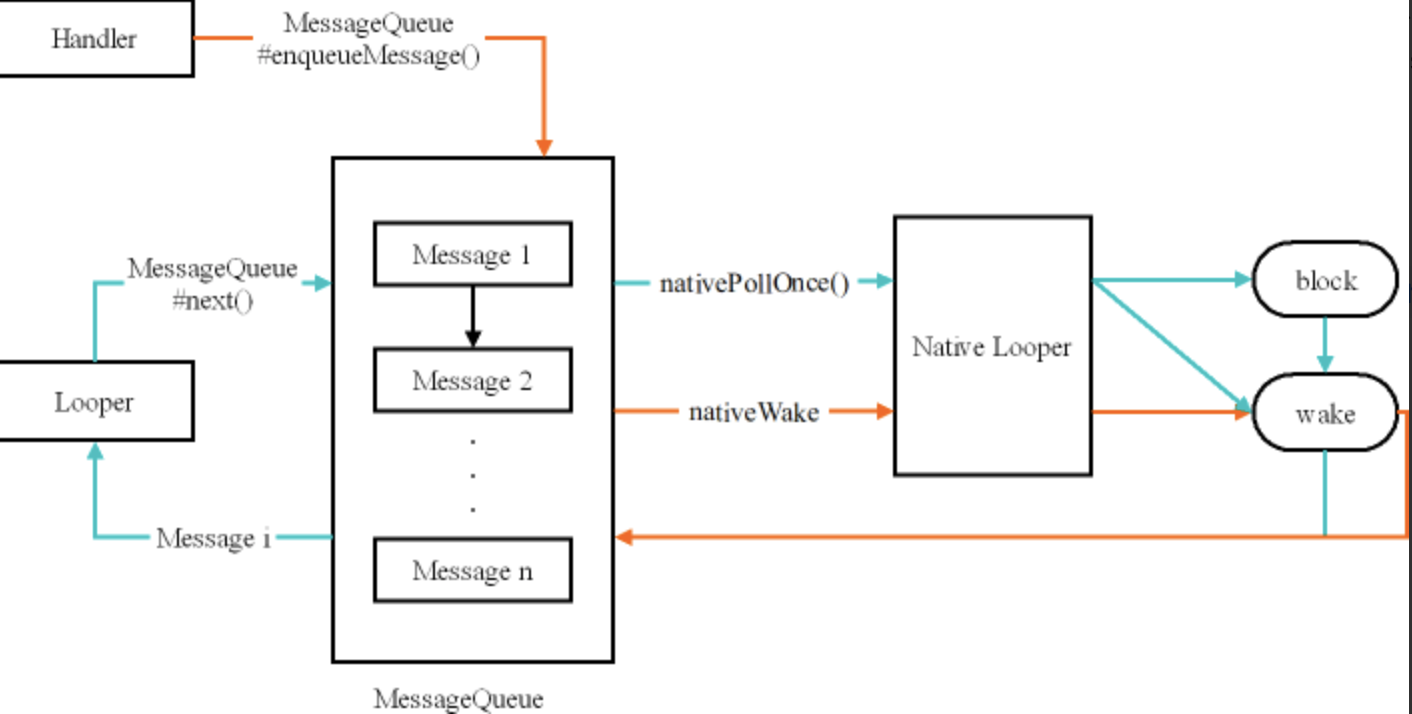 Handler
MessageQueue
#enqueueMessage()
Message 1
MessageQueue
#next()
nativePollOnce()
block
Native Looper
Message 2
Looper
nativeWake
wake
Message i
Message n
MessageQueue